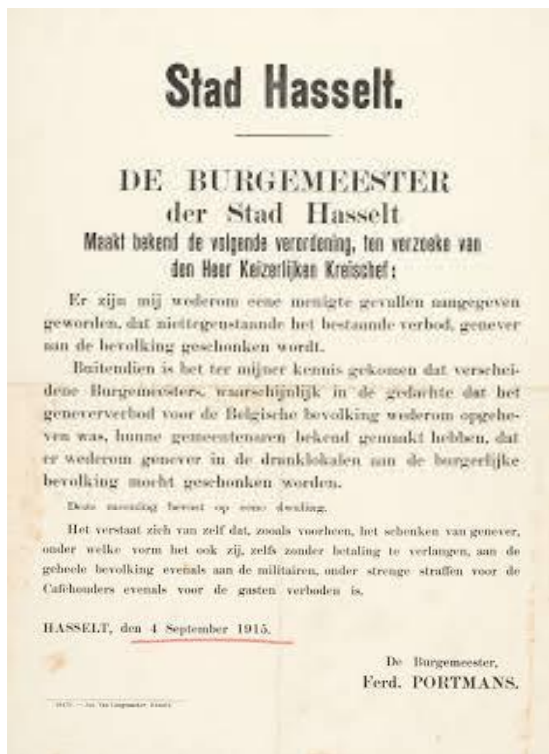 Stad Hasselt.
DE BURGEMEESTER
der Stad Hasselt
Maakt bekend de volgende verordening, ten verzoeke van
den Heer Keizerlijken Kreischef:
Er zijn mij wederom eene menigte gevallen aangegeven
geworden, dat niettegenstaande het bestaande verbod, genever
aan de bevolking geschonken wordt.
Buitendien is het ter mijner kennis gekomen dat verschei-
dene Burgemeesters, waarschijnlijk in de gedachte dat het
geneververbod voor de Belgische bevolking wederom opgehe-
ven was, hunne gemeentenaren bekend gemaakt hebben, dat
er wederom genever in de dranklokalen aan de burgerlijke
bevolking mocht geschonken worden.
Deze meening berust op eene dwaling.
Het verstaat zich van zelf dat, zooals voorheen, het schenken van genever,
onder welke vorm het ook zij, zelfs zonder betaling te verlangen, aan de
geheele bevolking evenals aan de militairen, onder strenge straffen voor de
Caféhouders evenals voor de gasten verboden is.
HASSELT, den 4 September 1915.
De Burgemeester,
Ferd. PORTMANS.